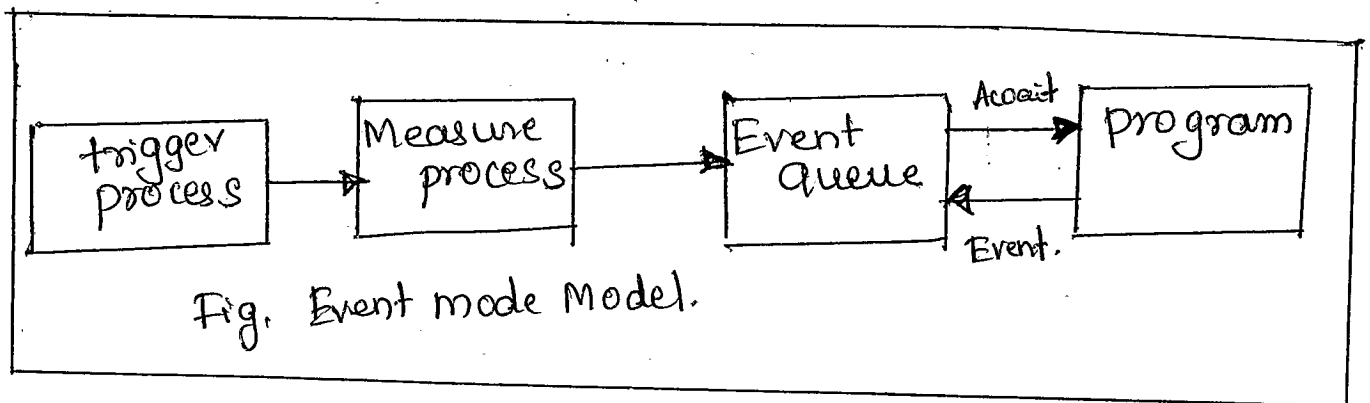 trigger
process
Measure
process
Event
queue
Await
program
Event.
Fig. Event mode Model.